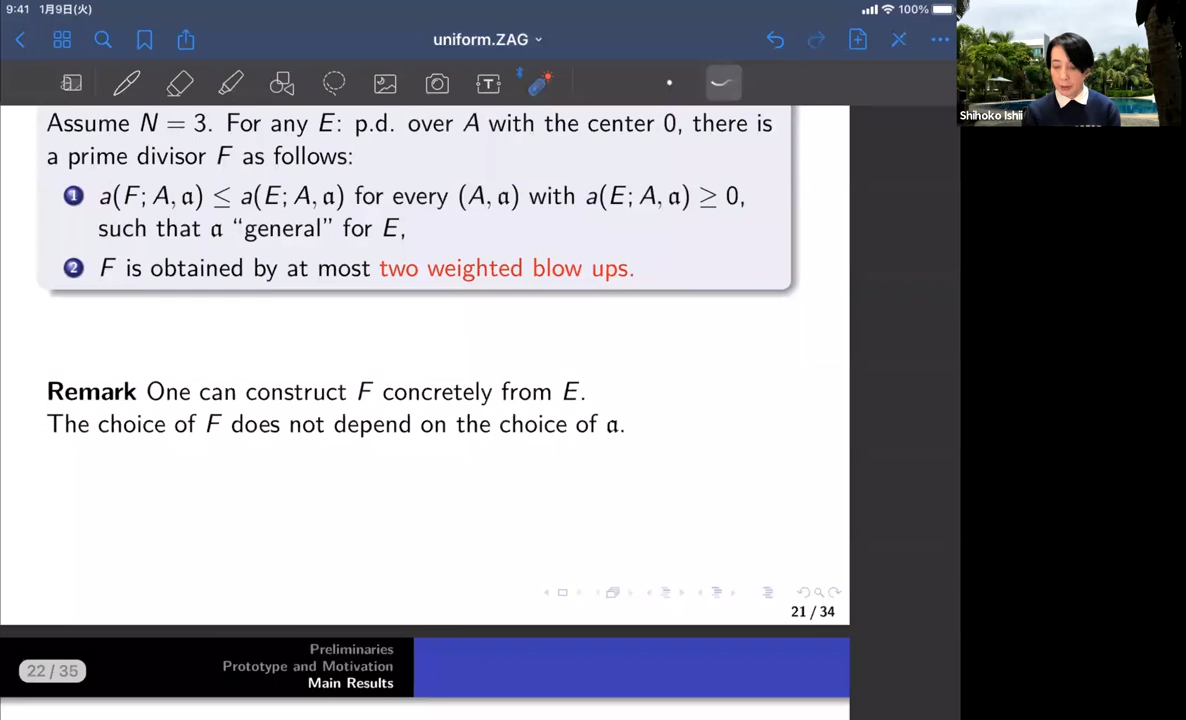 9:41 1月9日(火)
100%
uniform.ZAG
T
Shihoko Ishii
Assume N = 3. For any E: p.d. over A with the center 0, there is
a prime divisor F as follows:
1 a(F; A, 𝔞) ≤ a(E; A, 𝔞) for every (A, 𝔞) with a(E; A, 𝔞) ≥ 0,
such that 𝔞 “general” for E,
2 F is obtained by at most two weighted blow ups.
Remark One can construct F concretely from E.
The choice of F does not depend on the choice of 𝔞.
21 / 34
22 / 35
Preliminaries
Prototype and Motivation
Main Results